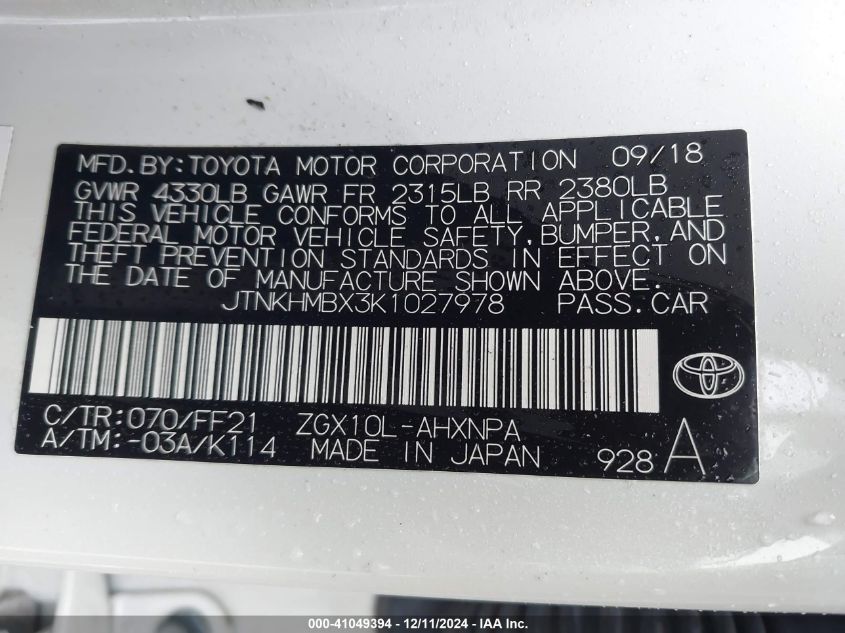 MFD.BY:TOYOTA MOTOR CORPORATION 09/18
GVWR 4330LB GAWR FR 2315LB RR 2380LB
THIS VEHICLE CONFORMS TO ALL APPLICABLE
FEDERAL MOTOR VEHICLE SAFETY,BUMPER,AND
THEFT PREVENTION STANDARDS IN EFFECT ON
THE DATE OF MANUFACTURE SHOWN ABOVE.
JTNKHMBX3K1027978 PASS.CAR
C/TR:070/FF21 ZGX10L-AHXNPA
A/TM:-03A/K114 MADE IN JAPAN 928 A
000-41049394 - 12/11/2024 - IAAI.com